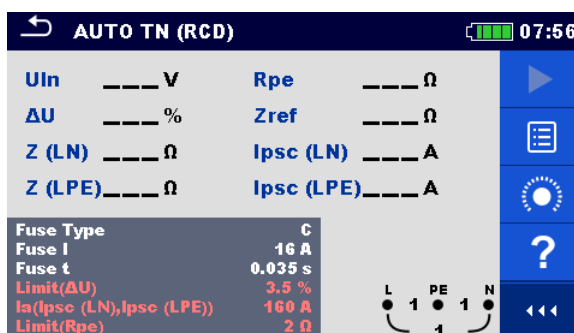 AUTO TN (RCD) 07:56
Uln ___V Rpe ___Ω
ΔU ___% Zref ___Ω
Z (LN) ___Ω Ipsc (LN) ___A
Z (LPE)___Ω Ipsc (LPE)___A
Fuse Type C
Fuse I 16 A
Fuse t 0.035 s
Limit(ΔU) 3.5 %
Ia(Ipsc (LN),Ipsc (LPE)) 160 A
Limit(Rpe) 2 Ω
L PE N
1 1
1
?